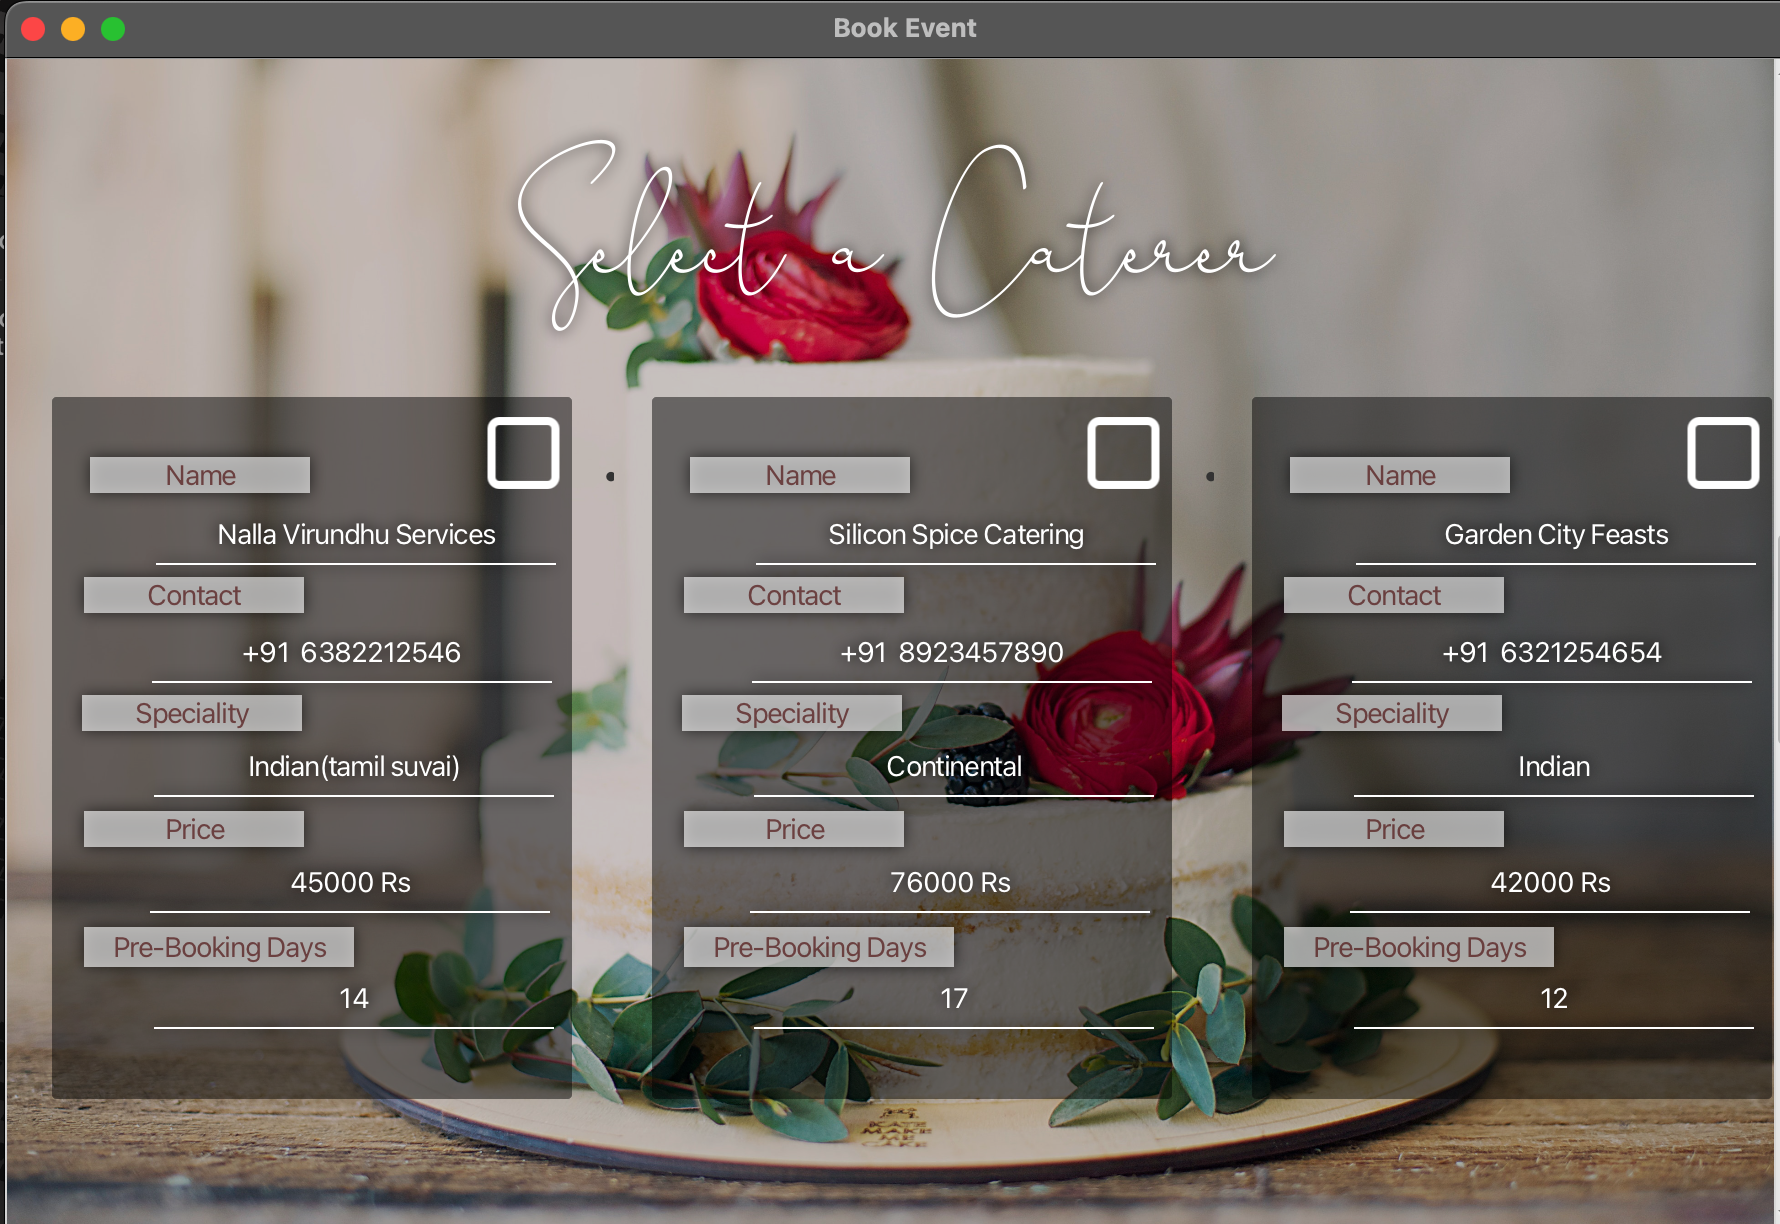 Book Event
Select a Caterer
Name
Nalla Virundhu Services
Contact
+91 6382212546
Speciality
Indian(tamil suvai)
Price
45000 Rs
Pre-Booking Days
14
Name
Silicon Spice Catering
Contact
+91 8923457890
Speciality
Continental
Price
76000 Rs
Pre-Booking Days
17
Name
Garden City Feasts
Contact
+91 6321254654
Speciality
Indian
Price
42000 Rs
Pre-Booking Days
12